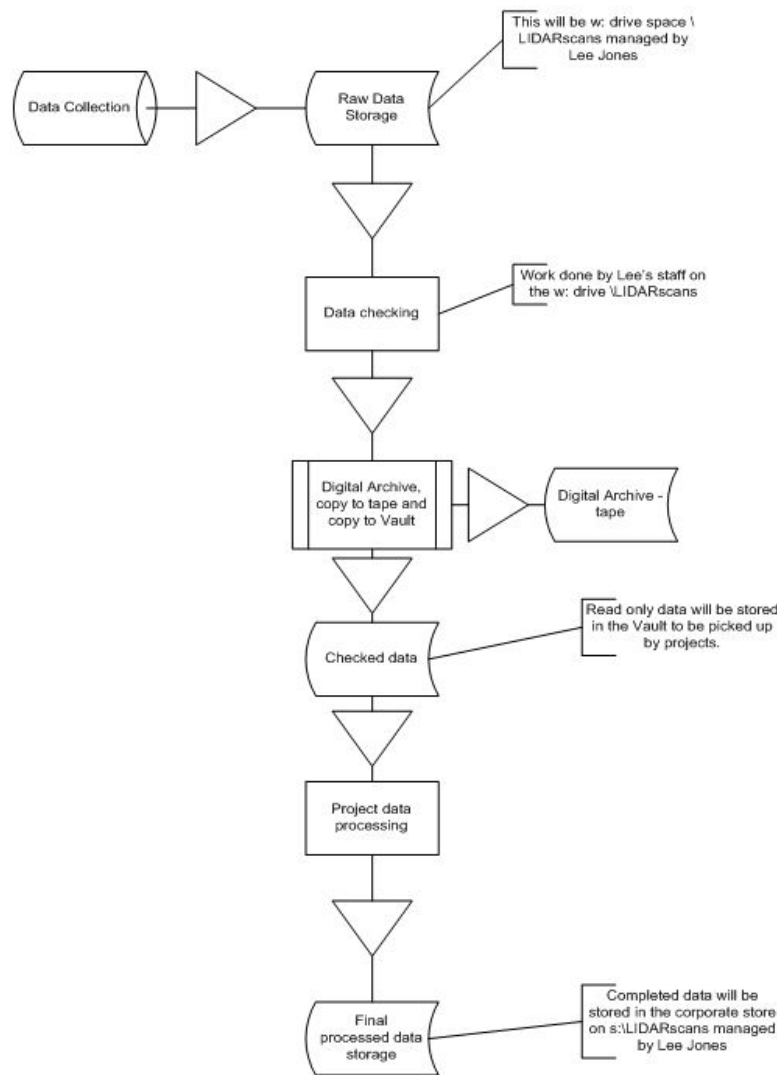 This will be w: drive space \
LIDARscans managed by
Lee Jones
Data Collection
Raw Data
Storage
Work done by Lee's staff on
the w: drive \LIDARscans
Data checking
Digital Archive,
copy to tape and
copy to Vault
Digital Archive -
tape
Read only data will be stored
in the Vault to be picked up
by projects.
Checked data
Project data
processing
Completed data will be
stored in the corporate store
on s:\LIDARscans managed
by Lee Jones
Final
processed data
storage